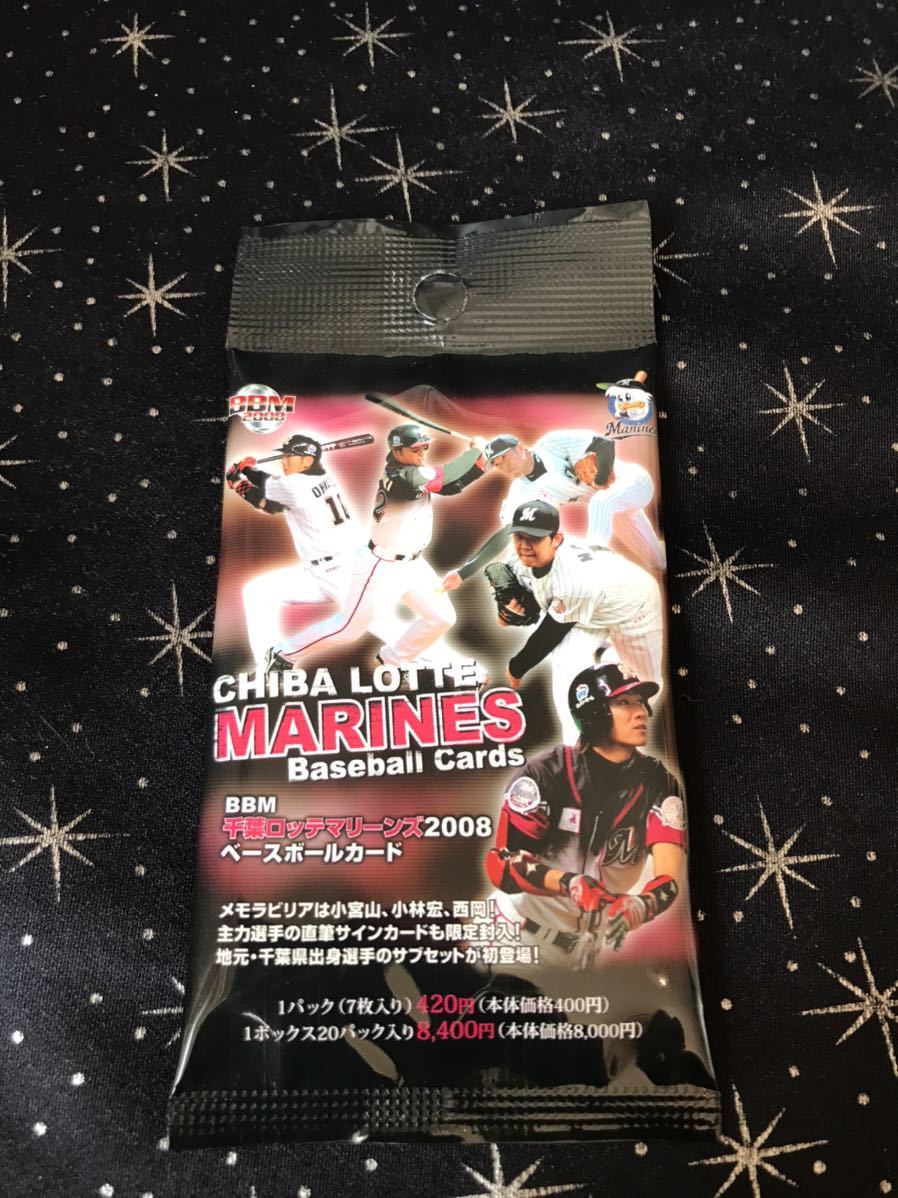 BBM
2008
Marines
CHIBA LOTTE
MARINES
Baseball Cards
BBM
千葉ロッテマリーンズ2008
ベースボールカード
メモラビリアは小宮山、小林宏、西岡!
主力選手の直筆サインカードも限定封入!
地元・千葉県出身選手のサブセットが初登場!
1パック(7枚入り)420円(本体価格400円)
1ボックス20パック入り8,400円(本体価格8,000円)